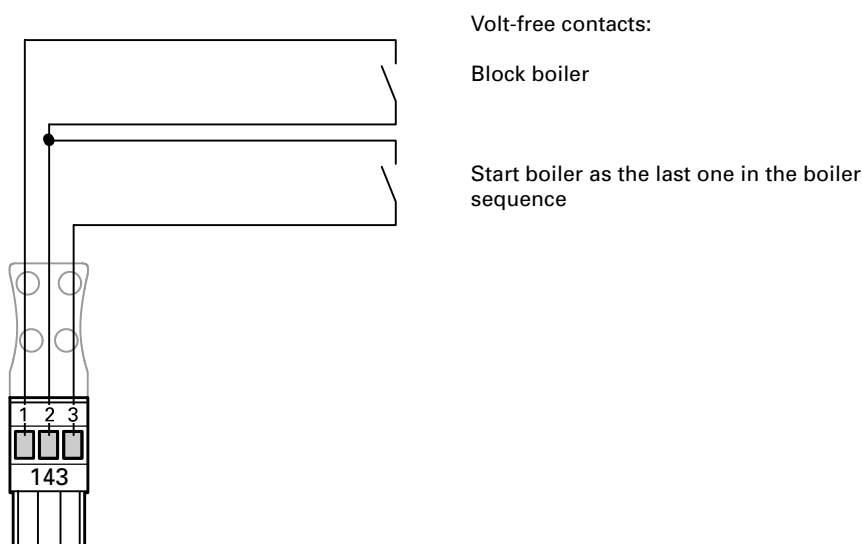 Volt-free contacts:
Block boiler
Start boiler as the last one in the boiler
sequence
1 2 3
143